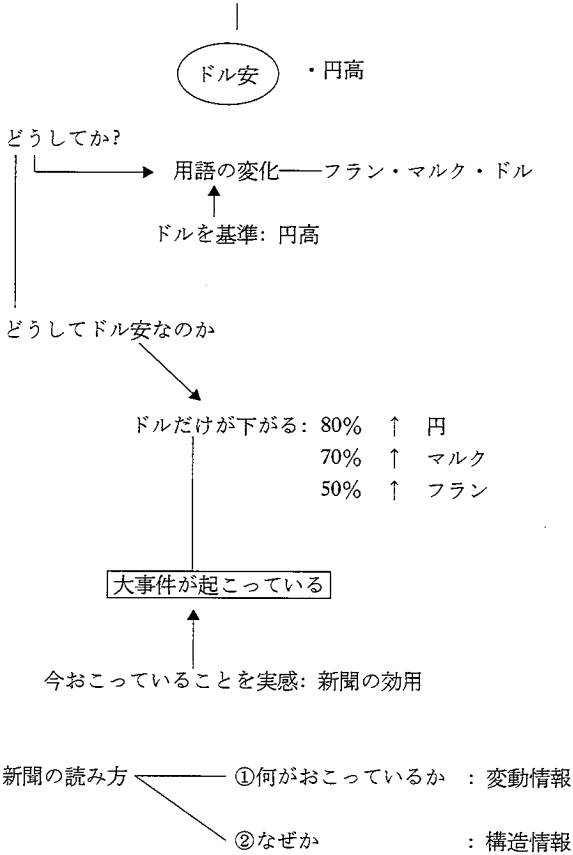 ドル安 ・円高
どうしてか?
用語の変化――フラン・マルク・ドル
ドルを基準: 円高
どうしてドル安なのか
ドルだけが下がる: 80% ↑ 円
70% ↑ マルク
50% ↑ フラン
大事件が起こっている
今おこっていることを実感: 新聞の効用
新聞の読み方 ①何がおこっているか : 変動情報
②なぜか : 構造情報